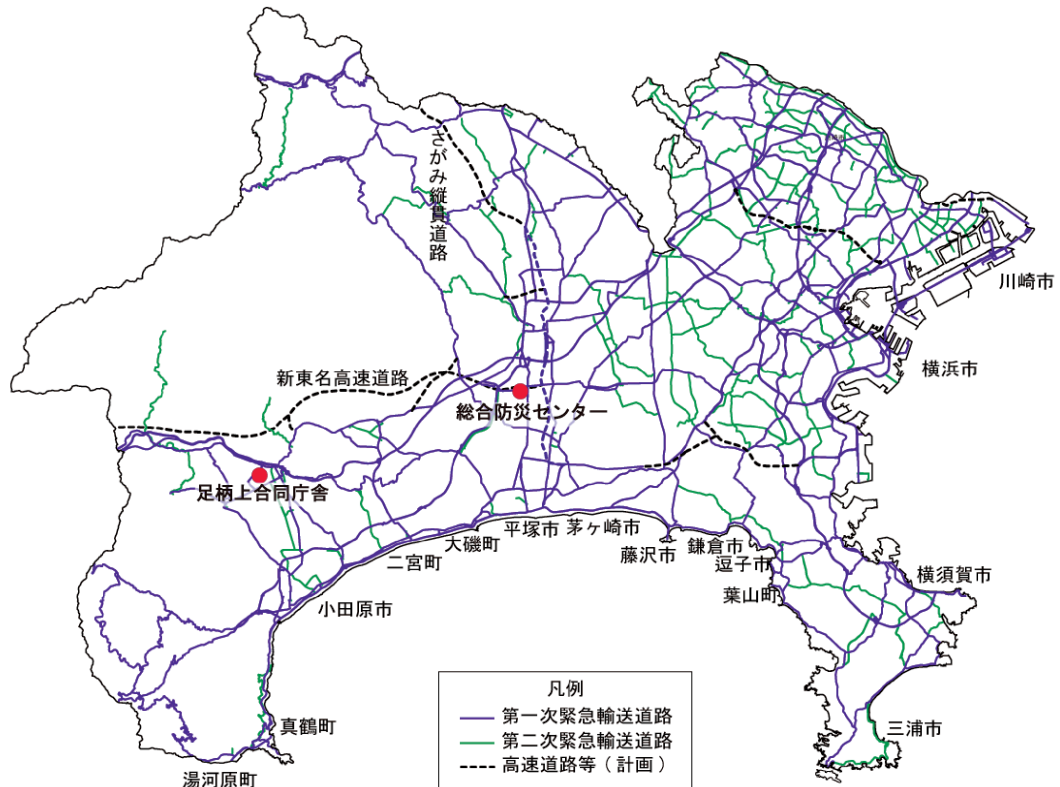 さがみ縦貫道路
川崎市
横浜市
新東名高速道路
総合防災センター
足柄上合同庁舎
平塚市
茅ヶ崎市
大磯町
二宮町
藤沢市
鎌倉市
逗子市
葉山町
横須賀市
小田原市
三浦市
真鶴町
湯河原町
凡例
第一次緊急輸送道路
第二次緊急輸送道路
高速道路等（計画）